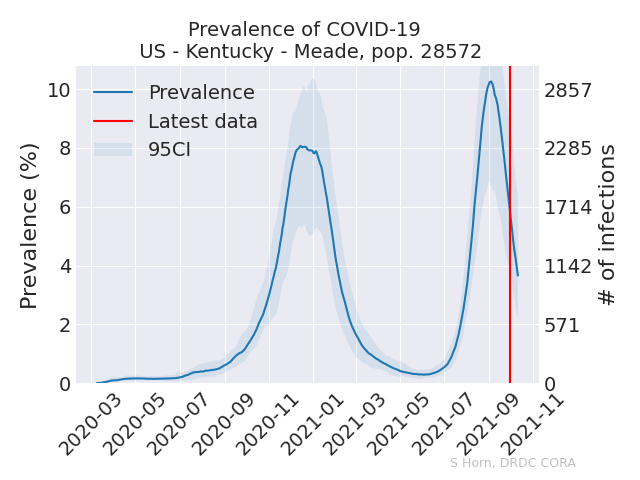 Prevalence of COVID-19
US - Kentucky - Meade, pop. 28572
Prevalence (%)
10
8
6
4
2
0
Prevalence
Latest data
95CI
2857
2285
1714
1142
571
0
# of infections
2020-03
2020-05
2020-07
2020-09
2020-11
2021-01
2021-03
2021-05
2021-07
2021-09
2021-11
S Horn, DRDC CORA